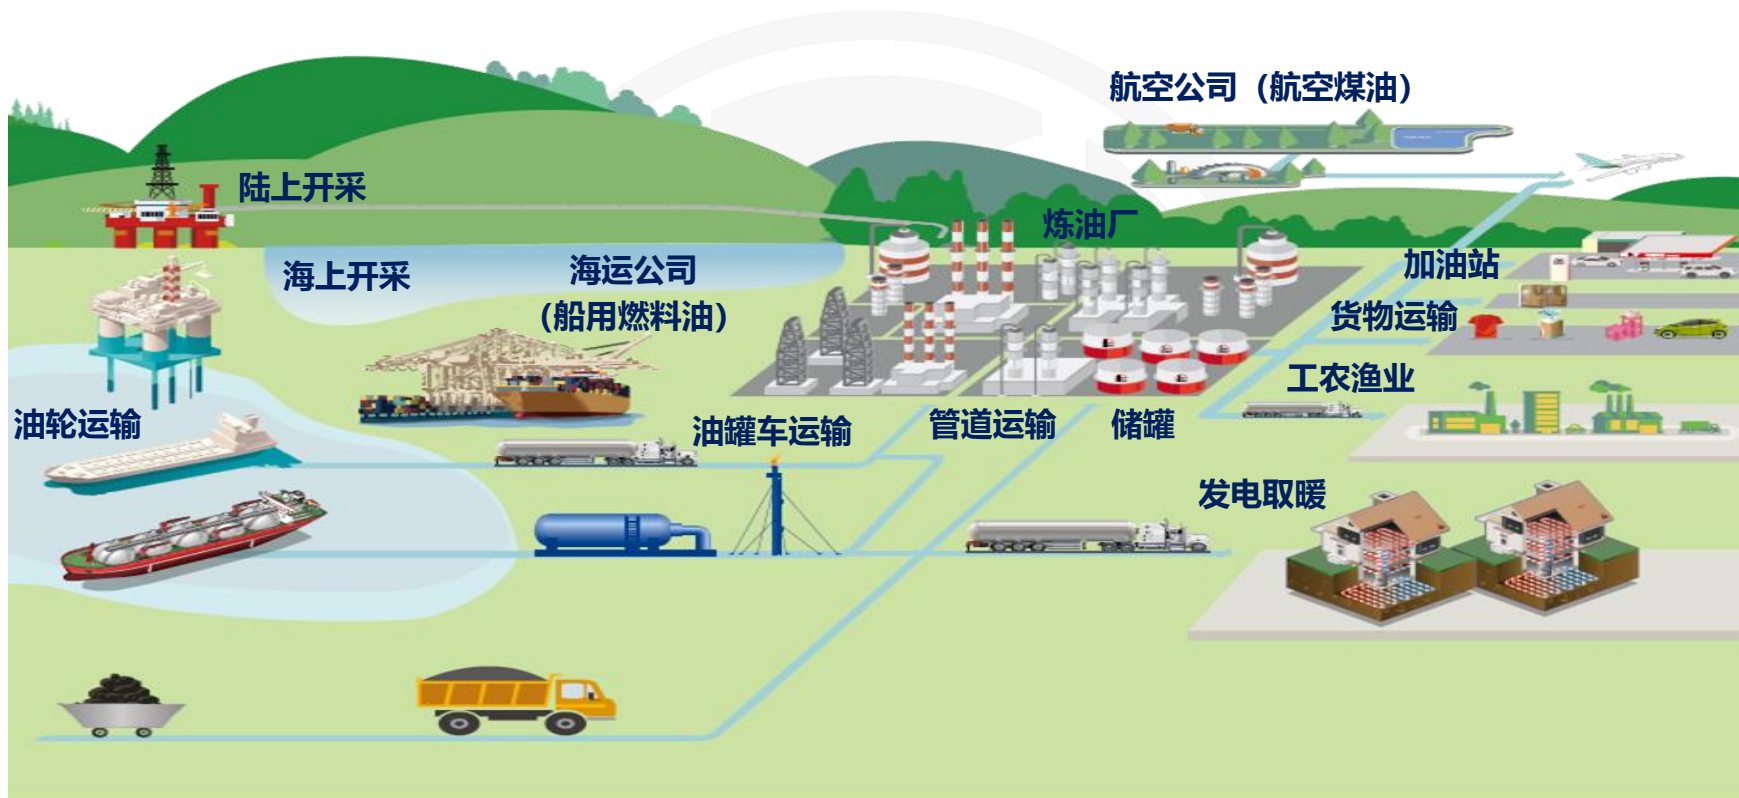 航空公司（航空煤油）
陆上开采
炼油厂
海上开采
海运公司
（船用燃料油）
加油站
货物运输
工农渔业
油轮运输
油罐车运输
管道运输
储罐
发电取暖